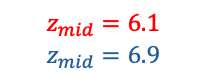 z_mid = 6.1
z_mid = 6.9